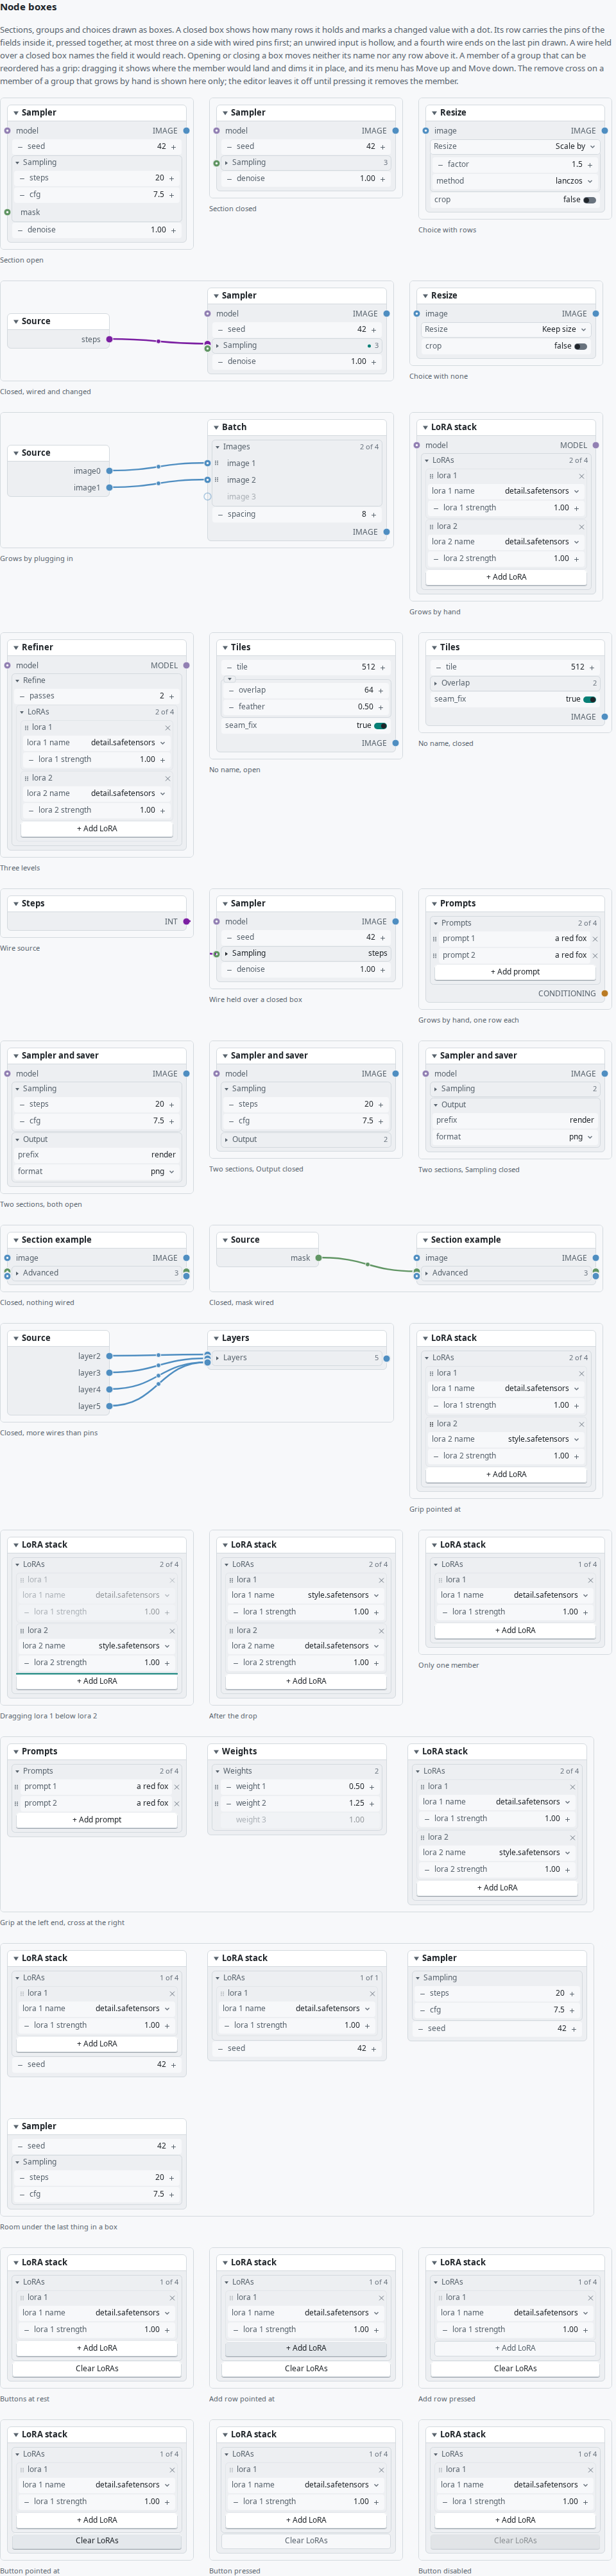 Node boxes
Sections, groups and choices drawn as boxes. A closed box shows how many rows it holds and marks a changed value with a dot. Its row carries the pins of the
fields inside it, pressed together, at most three on a side with wired pins first; an unwired input is hollow, and a fourth wire ends on the last pin drawn. A wire held
over a closed box names the field it would reach. Opening or closing a box moves neither its name nor any row above it. A member of a group that can be
reordered has a grip: dragging it shows where the member would land and dims it in place, and its menu has Move up and Move down. The remove cross on a
member of a group that grows by hand is shown here only; the editor leaves it off until pressing it removes the member.
Sampler
model IMAGE
seed 42
Sampling
steps 20
cfg 7.5
mask
denoise 1.00
Section open
Sampler
model IMAGE
seed 42
Sampling 3
denoise 1.00
Section closed
Resize
image IMAGE
Resize Scale by
factor 1.5
method lanczos
crop false
Choice with rows
Source
steps
Sampler
model IMAGE
seed 42
Sampling 3
denoise 1.00
Closed, wired and changed
Resize
image IMAGE
Resize Keep size
crop false
Choice with none
Source
image0
image1
Batch
Images 2 of 4
image 1
image 2
image 3
spacing 8
IMAGE
Grows by plugging in
LoRA stack
model MODEL
LoRAs 2 of 4
lora 1
lora 1 name detail.safetensors
lora 1 strength 1.00
lora 2
lora 2 name detail.safetensors
lora 2 strength 1.00
+ Add LoRA
Grows by hand
Refiner
model MODEL
Refine
passes 2
LoRAs 2 of 4
lora 1
lora 1 name detail.safetensors
lora 1 strength 1.00
lora 2
lora 2 name detail.safetensors
lora 2 strength 1.00
+ Add LoRA
Three levels
Tiles
tile 512
overlap 64
feather 0.50
seam_fix true
IMAGE
No name, open
Tiles
tile 512
Overlap 2
seam_fix true
IMAGE
No name, closed
Steps
INT
Wire source
Sampler
model IMAGE
seed 42
Sampling steps
denoise 1.00
Wire held over a closed box
Prompts
Prompts 2 of 4
prompt 1 a red fox
prompt 2 a red fox
+ Add prompt
CONDITIONING
Grows by hand, one row each
Sampler and saver
model IMAGE
Sampling
steps 20
cfg 7.5
Output
prefix render
format png
Two sections, both open
Sampler and saver
model IMAGE
Sampling
steps 20
cfg 7.5
Output 2
Two sections, Output closed
Sampler and saver
model IMAGE
Sampling 2
Output
prefix render
format png
Two sections, Sampling closed
Section example
image IMAGE
Advanced 3
Closed, nothing wired
Source
mask
Section example
image IMAGE
Advanced 3
Closed, mask wired
Source
layer2
layer3
layer4
layer5
Layers
Layers 5
Closed, more wires than pins
LoRA stack
LoRAs 2 of 4
lora 1
lora 1 name detail.safetensors
lora 1 strength 1.00
lora 2
lora 2 name style.safetensors
lora 2 strength 1.00
+ Add LoRA
Grip pointed at
LoRA stack
LoRAs 2 of 4
lora 1
lora 1 name detail.safetensors
lora 1 strength 1.00
lora 2
lora 2 name style.safetensors
lora 2 strength 1.00
+ Add LoRA
Dragging lora 1 below lora 2
LoRA stack
LoRAs 2 of 4
lora 1
lora 1 name style.safetensors
lora 1 strength 1.00
lora 2
lora 2 name detail.safetensors
lora 2 strength 1.00
+ Add LoRA
After the drop
LoRA stack
LoRAs 1 of 4
lora 1
lora 1 name detail.safetensors
lora 1 strength 1.00
+ Add LoRA
Only one member
Prompts
Prompts 2 of 4
prompt 1 a red fox
prompt 2 a red fox
+ Add prompt
Weights
Weights 2
weight 1 0.50
weight 2 1.25
weight 3 1.00
LoRA stack
LoRAs 2 of 4
lora 1
lora 1 name detail.safetensors
lora 1 strength 1.00
lora 2
lora 2 name style.safetensors
lora 2 strength 1.00
+ Add LoRA
Grip at the left end, cross at the right
LoRA stack
LoRAs 1 of 4
lora 1
lora 1 name detail.safetensors
lora 1 strength 1.00
+ Add LoRA
seed 42
LoRA stack
LoRAs 1 of 1
lora 1
lora 1 name detail.safetensors
lora 1 strength 1.00
seed 42
Sampler
Sampling
steps 20
cfg 7.5
seed 42
Sampler
seed 42
Sampling
steps 20
cfg 7.5
Room under the last thing in a box
LoRA stack
LoRAs 1 of 4
lora 1
lora 1 name detail.safetensors
lora 1 strength 1.00
+ Add LoRA
Clear LoRAs
Buttons at rest
LoRA stack
LoRAs 1 of 4
lora 1
lora 1 name detail.safetensors
lora 1 strength 1.00
+ Add LoRA
Clear LoRAs
Add row pointed at
LoRA stack
LoRAs 1 of 4
lora 1
lora 1 name detail.safetensors
lora 1 strength 1.00
+ Add LoRA
Clear LoRAs
Add row pressed
LoRA stack
LoRAs 1 of 4
lora 1
lora 1 name detail.safetensors
lora 1 strength 1.00
+ Add LoRA
Clear LoRAs
Button pointed at
LoRA stack
LoRAs 1 of 4
lora 1
lora 1 name detail.safetensors
lora 1 strength 1.00
+ Add LoRA
Clear LoRAs
Button pressed
LoRA stack
LoRAs 1 of 4
lora 1
lora 1 name detail.safetensors
lora 1 strength 1.00
+ Add LoRA
Clear LoRAs
Button disabled